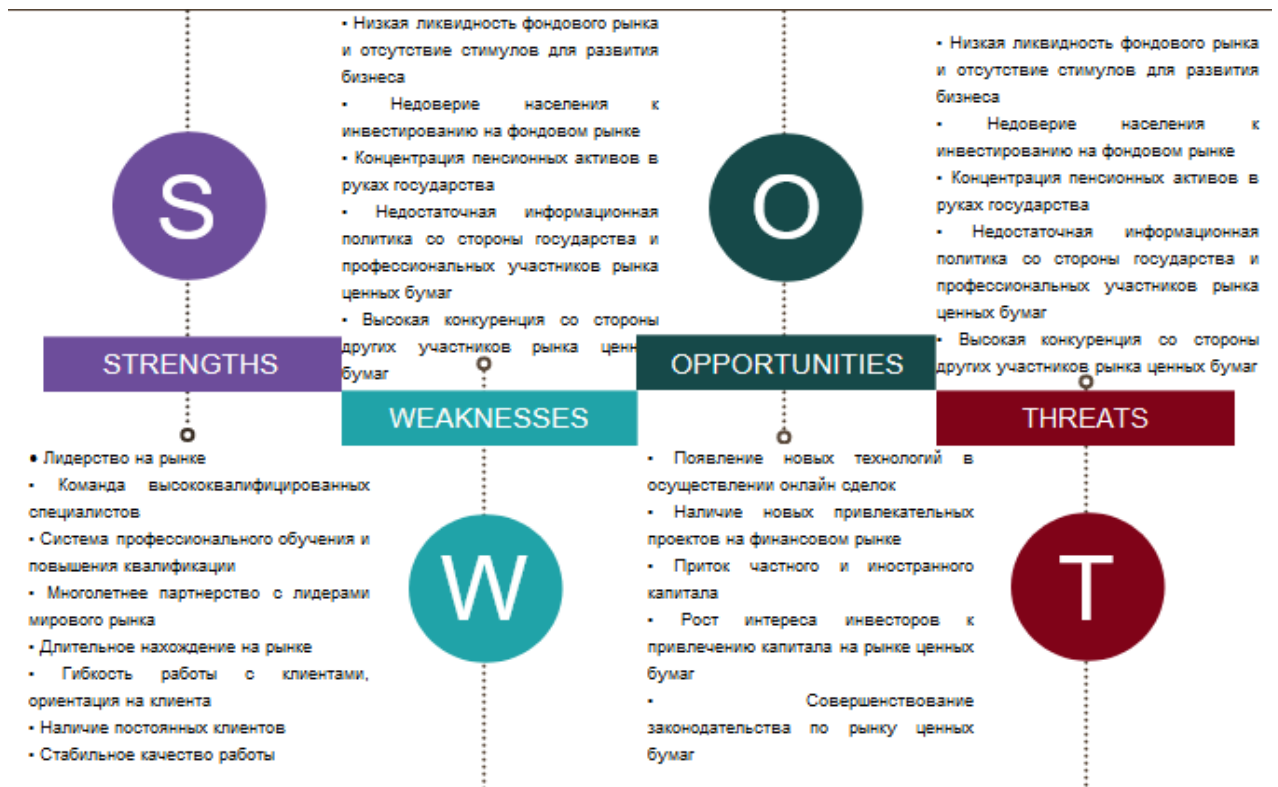 S
STRENGTHS
● Лидерство на рынке
▪ Команда высококвалифицированных
специалистов
▪ Система профессионального обучения и
повышения квалификации
▪ Многолетнее партнерство с лидерами
мирового рынка
▪ Длительное нахождение на рынке
▪ Гибкость работы с клиентами,
ориентация на клиента
▪ Наличие постоянных клиентов
▪ Стабильное качество работы
▪ Низкая ликвидность фондового рынка
и отсутствие стимулов для развития
бизнеса
▪ Недоверие населения к
инвестированию на фондовом рынке
▪ Концентрация пенсионных активов в
руках государства
▪ Недостаточная информационная
политика со стороны государства и
профессиональных участников рынка
ценных бумаг
▪ Высокая конкуренция со стороны
других участников рынка ценн
бумаг
WEAKNESSES
W
O
OPPORTUNITIES
▪ Появление новых технологий в
осуществлении онлайн сделок
▪ Наличие новых привлекательных
проектов на финансовом рынке
▪ Приток частного и иностранного
капитала
▪ Рост интереса инвесторов к
привлечению капитала на рынке ценных
бумаг
▪ Совершенствование
законодательства по рынку ценных
бумаг
▪ Низкая ликвидность фондового рынка
и отсутствие стимулов для развития
бизнеса
▪ Недоверие населения к
инвестированию на фондовом рынке
▪ Концентрация пенсионных активов в
руках государства
▪ Недостаточная информационная
политика со стороны государства и
профессиональных участников рынка
ценных бумаг
▪ Высокая конкуренция со стороны
других участников рынка ценных бумаг
THREATS
T